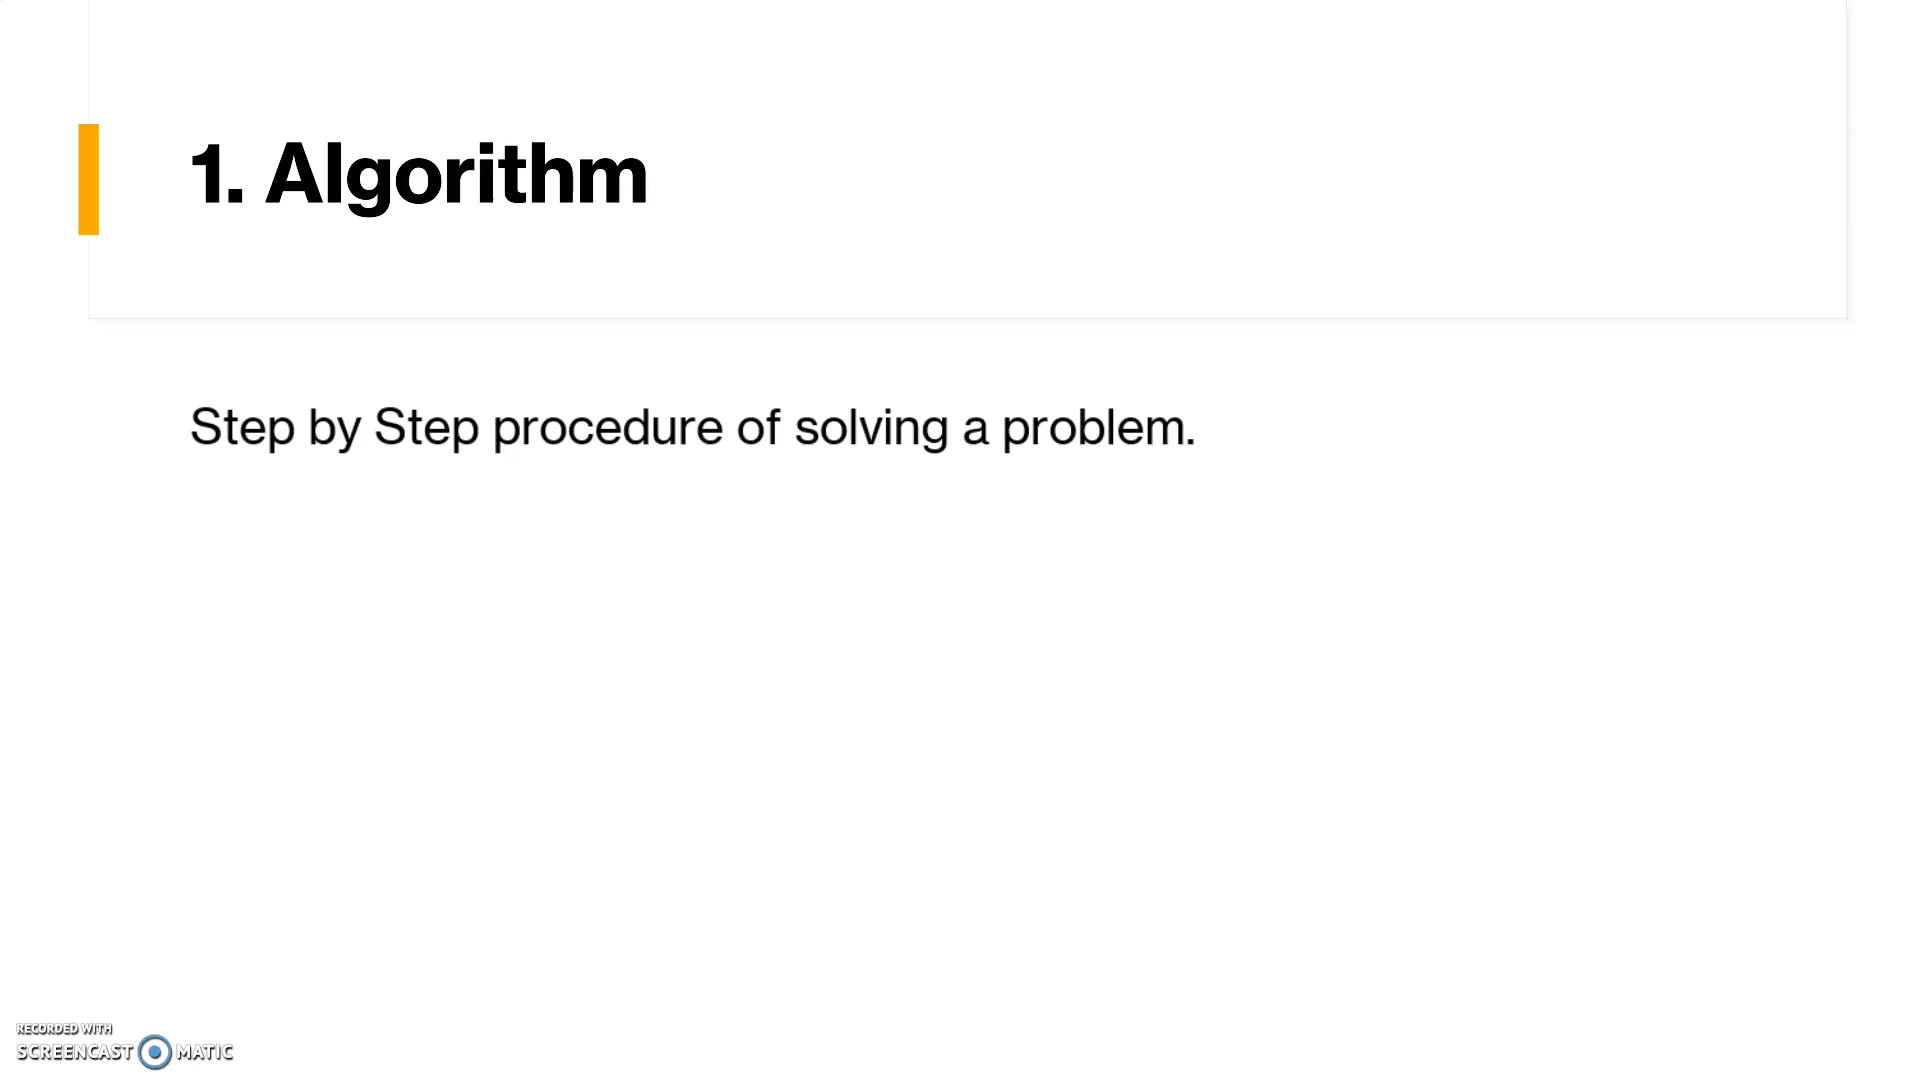 1. Algorithm
Step by Step procedure of solving a problem.
RECORDED WITH
SCREENCAST MATIC